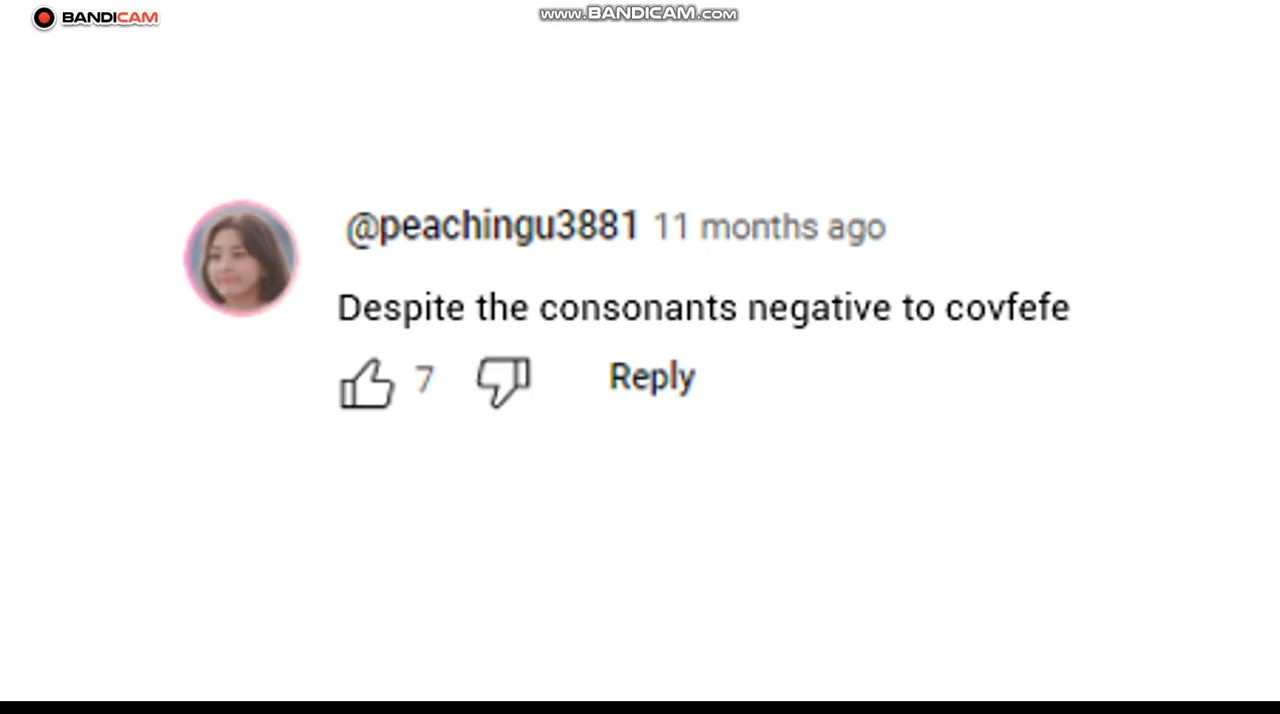 BANDICAM
www.BANDICAM.com
@peachingu3881 11 months ago
Despite the consonants negative to covfefe
7 Reply